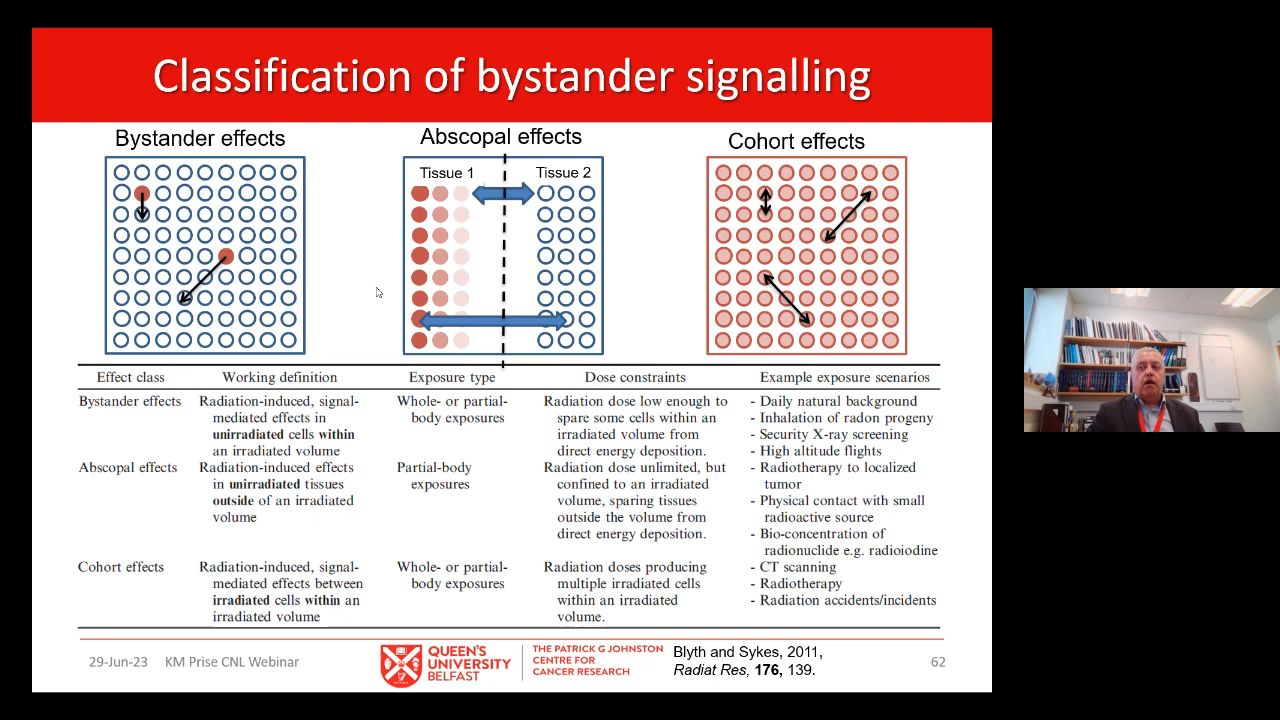 Classification of bystander signalling
Bystander effects
Abscopal effects
Cohort effects
Tissue 1
Tissue 2
Effect class
Working definition
Exposure type
Dose constraints
Example exposure scenarios
Bystander effects
Radiation-induced, signal-
mediated effects in
unirradiated cells within
an irradiated volume
Whole- or partial-
body exposures
Radiation dose low enough to
spare some cells within an
irradiated volume from
direct energy deposition.
- Daily natural background
- Inhalation of radon progeny
- Security X-ray screening
- High altitude flights
Abscopal effects
Radiation-induced effects
in unirradiated tissues
outside of an irradiated
volume
Partial-body
exposures
Radiation dose unlimited, but
confined to an irradiated
volume, sparing tissues
outside the volume from
direct energy deposition.
- Radiotherapy to localized
tumor
- Physical contact with small
radioactive source
- Bio-concentration of
radionuclide e.g. radioiodine
Cohort effects
Radiation-induced, signal-
mediated effects between
irradiated cells within an
irradiated volume
Whole- or partial-
body exposures
Radiation doses producing
multiple irradiated cells
within an irradiated
volume.
- CT scanning
- Radiotherapy
- Radiation accidents/incidents
29-Jun-23
KM Prise CNL Webinar
QUEEN'S
UNIVERSITY
BELFAST
THE PATRICK G JOHNSTON
CENTRE FOR
CANCER RESEARCH
Blyth and Sykes, 2011,
Radiat Res, 176, 139.
62